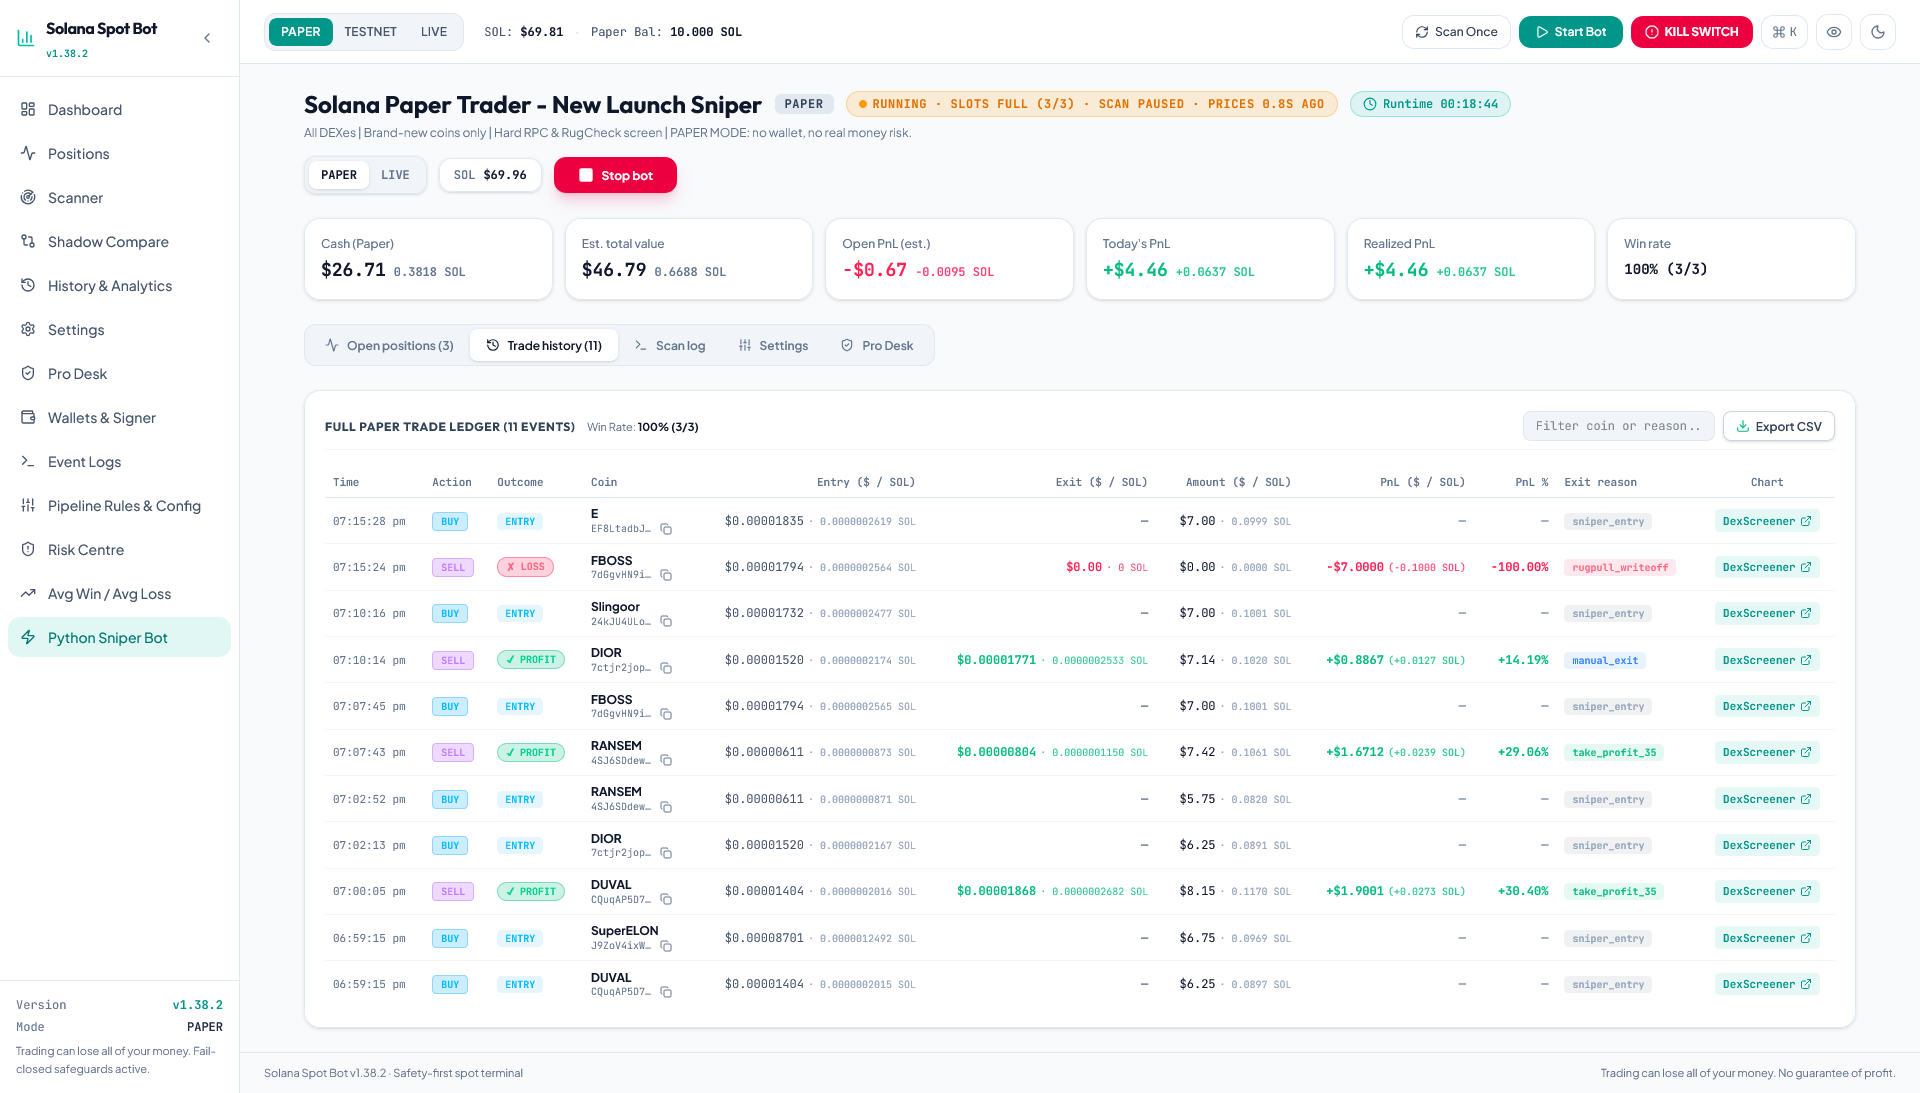 Solana Spot Bot
v1.38.2
PAPER TESTNET LIVE SOL: $69.81 · Paper Bal: 10.000 SOL
Scan Once Start Bot KILL SWITCH ⌘ K
Dashboard
Positions
Scanner
Shadow Compare
History & Analytics
Settings
Pro Desk
Wallets & Signer
Event Logs
Pipeline Rules & Config
Risk Centre
Avg Win / Avg Loss
Python Sniper Bot
Version v1.38.2
Mode PAPER
Trading can lose all of your money. Fail-
closed safeguards active.
Solana Paper Trader - New Launch Sniper PAPER RUNNING · SLOTS FULL (3/3) · SCAN PAUSED · PRICES 0.8S AGO Runtime 00:18:44
All DEXes | Brand-new coins only | Hard RPC & RugCheck screen | PAPER MODE: no wallet, no real money risk.
PAPER LIVE SOL $69.96 Stop bot
Cash (Paper)
$26.71 0.3818 SOL
Est. total value
$46.79 0.6688 SOL
Open PnL (est.)
-$0.67 -0.0095 SOL
Today's PnL
+$4.46 +0.0637 SOL
Realized PnL
+$4.46 +0.0637 SOL
Win rate
100% (3/3)
Open positions (3) Trade history (11) Scan log Settings Pro Desk
FULL PAPER TRADE LEDGER (11 EVENTS) Win Rate: 100% (3/3) Filter coin or reason.. Export CSV
Time Action Outcome Coin Entry ($ / SOL) Exit ($ / SOL) Amount ($ / SOL) PnL ($ / SOL) PnL % Exit reason Chart
07:15:28 pm BUY ENTRY E EF8LtadbJ… $0.00001835 · 0.0000002619 SOL — $7.00 · 0.0999 SOL — — sniper_entry DexScreener
07:15:24 pm SELL ✗ LOSS FBOSS 7dGgvHN9i… $0.00001794 · 0.0000002564 SOL $0.00 · 0 SOL $0.00 · 0.0000 SOL -$7.0000 (-0.1000 SOL) -100.00% rugpull_writeoff DexScreener
07:10:16 pm BUY ENTRY Slingoor 24kJU4ULo… $0.00001732 · 0.0000002477 SOL — $7.00 · 0.1001 SOL — — sniper_entry DexScreener
07:10:14 pm SELL ✓ PROFIT DIOR 7ctjr2jop… $0.00001520 · 0.0000002174 SOL $0.00001771 · 0.0000002533 SOL $7.14 · 0.1020 SOL +$0.8867 (+0.0127 SOL) +14.19% manual_exit DexScreener
07:07:45 pm BUY ENTRY FBOSS 7dGgvHN9i… $0.00001794 · 0.0000002565 SOL — $7.00 · 0.1001 SOL — — sniper_entry DexScreener
07:07:43 pm SELL ✓ PROFIT RANSEM 4SJ6SDdew… $0.00000611 · 0.0000000873 SOL $0.00000804 · 0.0000001150 SOL $7.42 · 0.1061 SOL +$1.6712 (+0.0239 SOL) +29.06% take_profit_35 DexScreener
07:02:52 pm BUY ENTRY RANSEM 4SJ6SDdew… $0.00000611 · 0.0000000871 SOL — $5.75 · 0.0820 SOL — — sniper_entry DexScreener
07:02:13 pm BUY ENTRY DIOR 7ctjr2jop… $0.00001520 · 0.0000002167 SOL — $6.25 · 0.0891 SOL — — sniper_entry DexScreener
07:00:05 pm SELL ✓ PROFIT DUVAL CQuqAP5D7… $0.00001404 · 0.0000002016 SOL $0.00001868 · 0.0000002682 SOL $8.15 · 0.1170 SOL +$1.9001 (+0.0273 SOL) +30.40% take_profit_35 DexScreener
06:59:15 pm BUY ENTRY SuperELON J9ZoV4ixW… $0.00008701 · 0.0000012492 SOL — $6.75 · 0.0969 SOL — — sniper_entry DexScreener
06:59:15 pm BUY ENTRY DUVAL CQuqAP5D7… $0.00001404 · 0.0000002015 SOL — $6.25 · 0.0897 SOL — — sniper_entry DexScreener
Solana Spot Bot v1.38.2 · Safety-first spot terminal Trading can lose all of your money. No guarantee of profit.